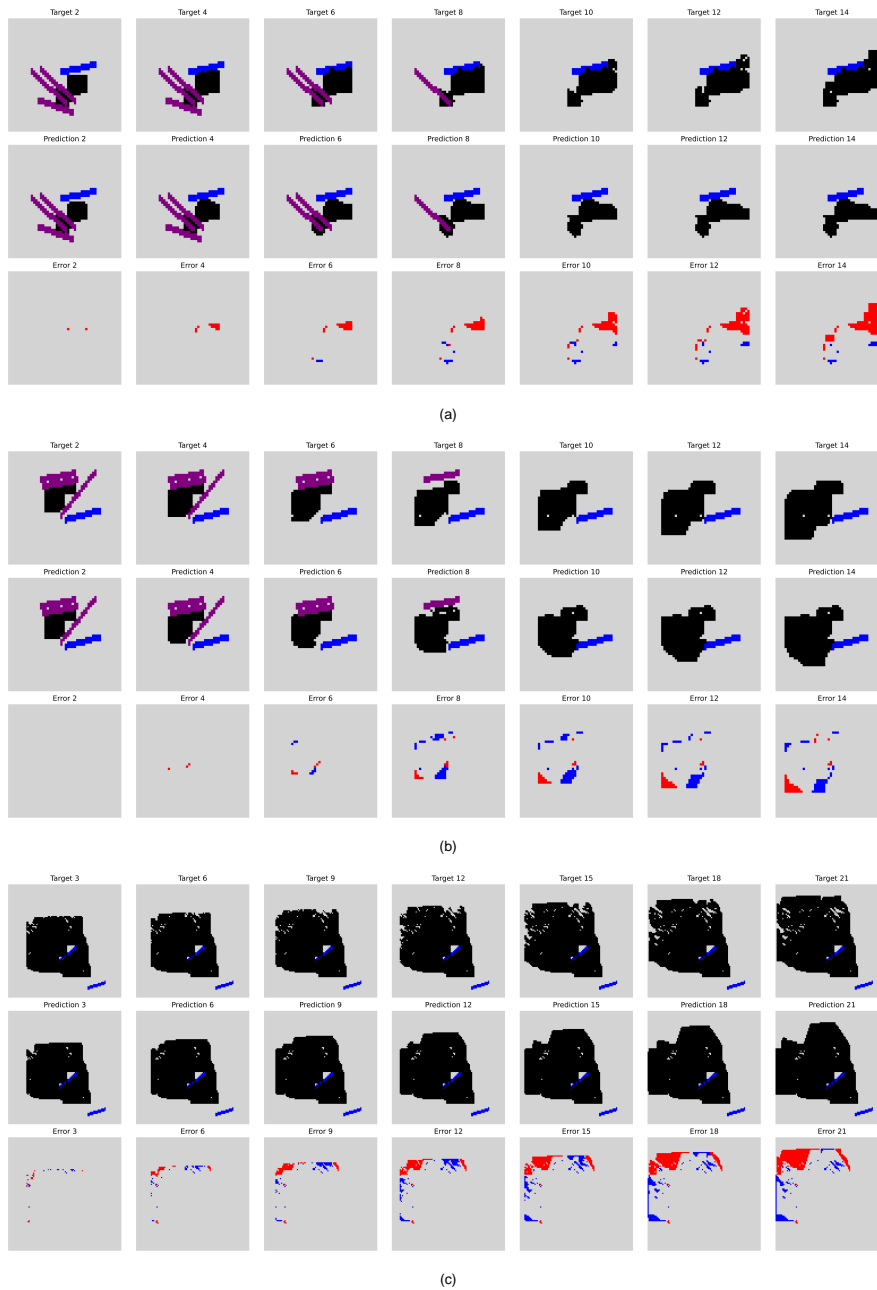 Target 2 Target 4 Target 6 Target 8 Target 10 Target 12 Target 14
Prediction 2 Prediction 4 Prediction 6 Prediction 8 Prediction 10 Prediction 12 Prediction 14
Error 2 Error 4 Error 6 Error 8 Error 10 Error 12 Error 14
(a)
Target 2 Target 4 Target 6 Target 8 Target 10 Target 12 Target 14
Prediction 2 Prediction 4 Prediction 6 Prediction 8 Prediction 10 Prediction 12 Prediction 14
Error 2 Error 4 Error 6 Error 8 Error 10 Error 12 Error 14
(b)
Target 3 Target 6 Target 9 Target 12 Target 15 Target 18 Target 21
Prediction 3 Prediction 6 Prediction 9 Prediction 12 Prediction 15 Prediction 18 Prediction 21
Error 3 Error 6 Error 9 Error 12 Error 15 Error 18 Error 21
(c)